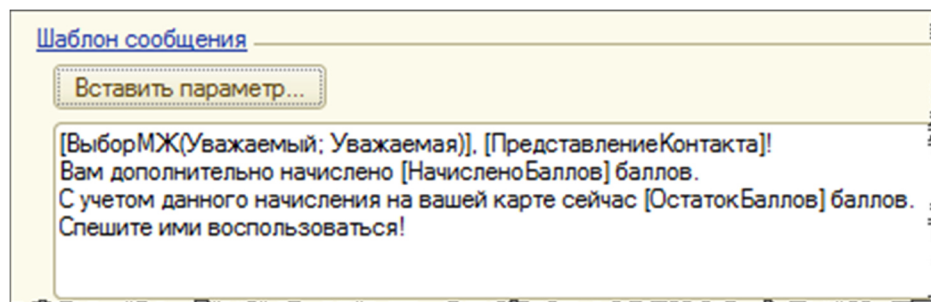 Шаблон сообщения
Вставить параметр...
[ВыборМЖ(Уважаемый; Уважаемая)], [ПредставлениеКонтакта]!
Вам дополнительно начислено [НачисленоБаллов] баллов.
С учетом данного начисления на вашей карте сейчас [ОстатокБаллов] баллов.
Спешите ими воспользоваться!